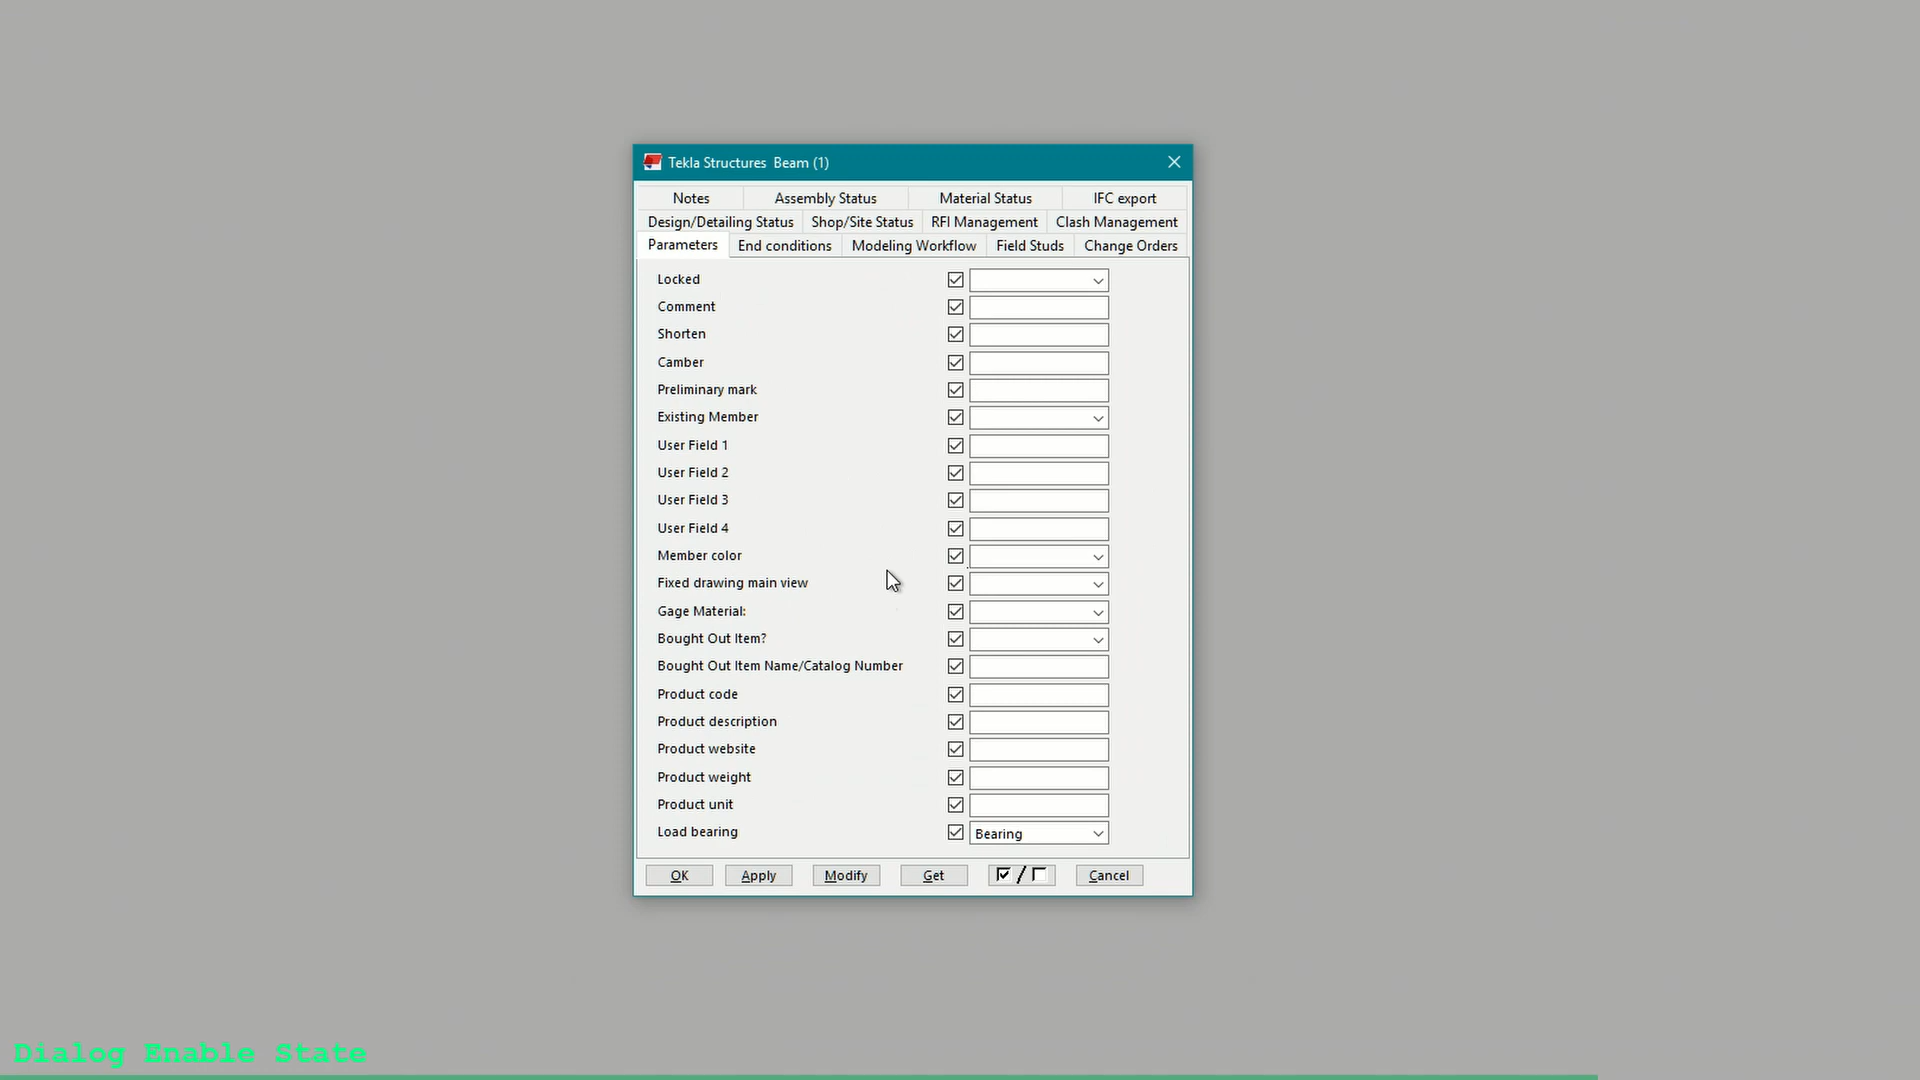 Tekla Structures Beam (1)
Notes Assembly Status Material Status IFC export
Design/Detailing Status Shop/Site Status RFI Management Clash Management
Parameters End conditions Modeling Workflow Field Studs Change Orders
Locked
Comment
Shorten
Camber
Preliminary mark
Existing Member
User Field 1
User Field 2
User Field 3
User Field 4
Member color
Fixed drawing main view
Gage Material:
Bought Out Item?
Bought Out Item Name/Catalog Number
Product code
Product description
Product website
Product weight
Product unit
Load bearing Bearing
OK Apply Modify Get / Cancel
Dialog Enable State